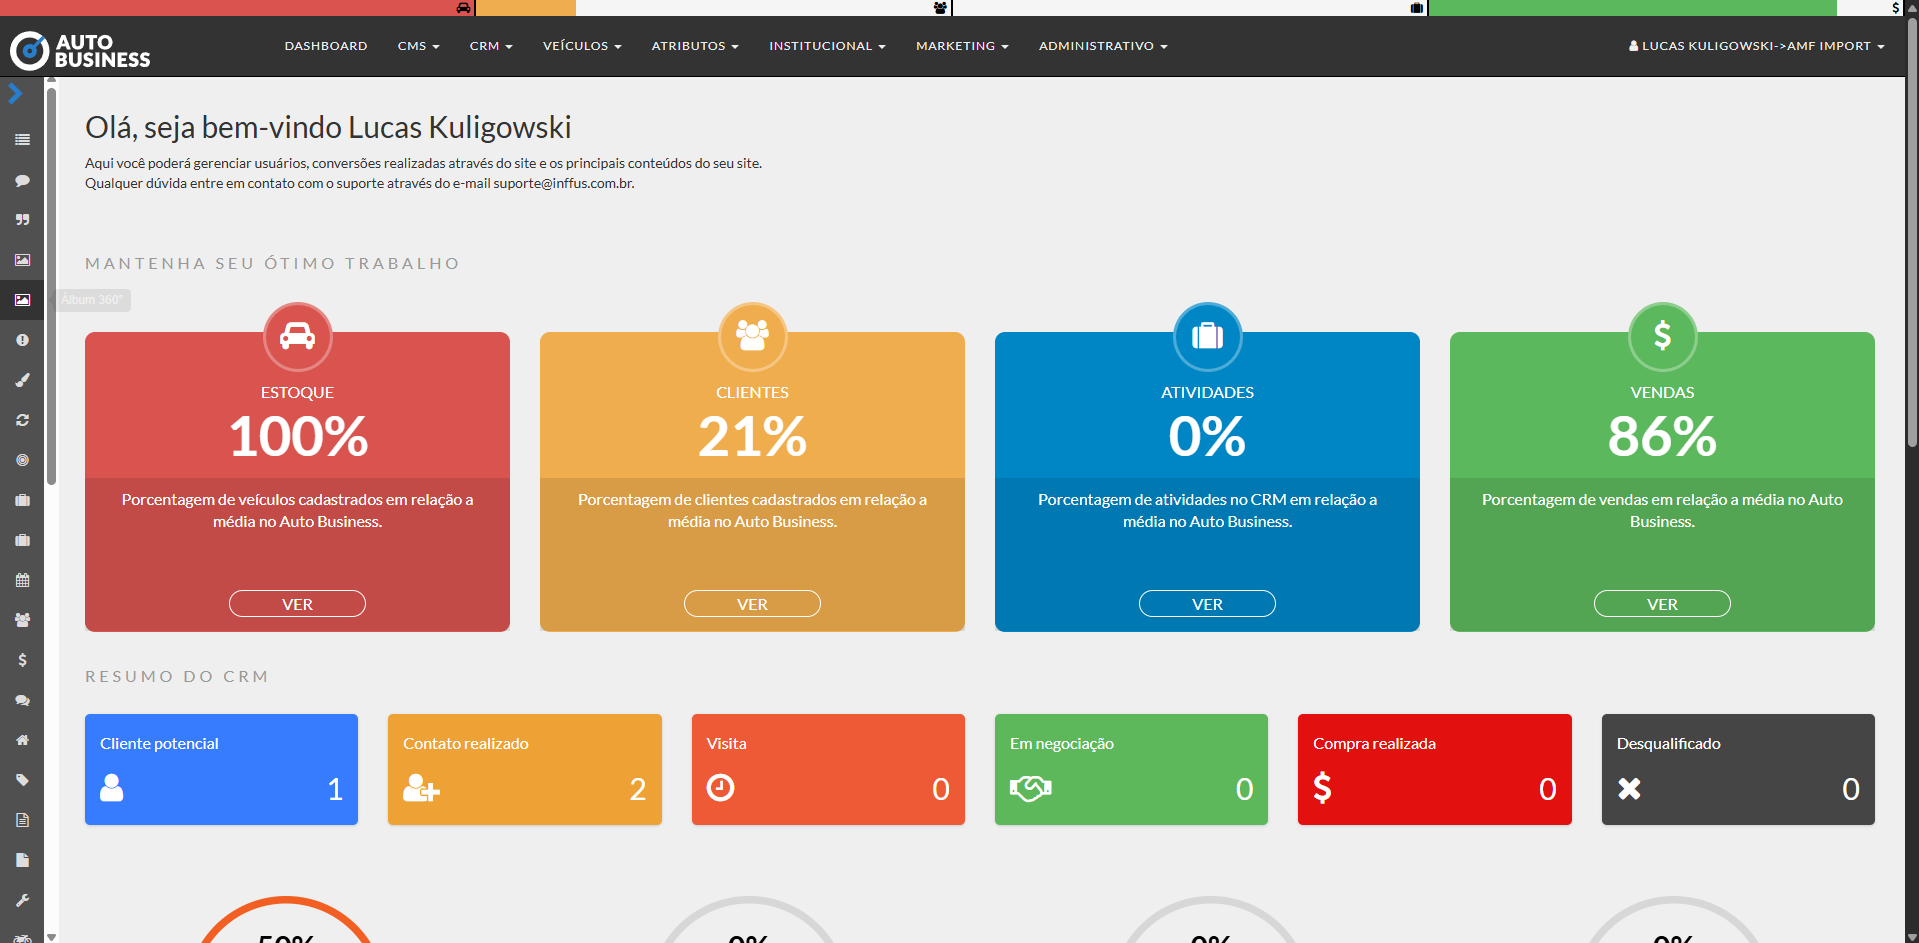 AUTO
BUSINESS
DASHBOARD
CMS
CRM
VEÍCULOS
ATRIBUTOS
INSTITUCIONAL
MARKETING
ADMINISTRATIVO
LUCAS KULIGOWSKI->AMF IMPORT
Olá, seja bem-vindo Lucas Kuligowski
Aqui você poderá gerenciar usuários, conversões realizadas através do site e os principais conteúdos do seu site.
Qualquer dúvida entre em contato com o suporte através do e-mail suporte@inffus.com.br.
MANTENHA SEU ÓTIMO TRABALHO
Álbum 360°
ESTOQUE
100%
Porcentagem de veículos cadastrados em relação a
média no Auto Business.
VER
CLIENTES
21%
Porcentagem de clientes cadastrados em relação a
média no Auto Business.
VER
ATIVIDADES
0%
Porcentagem de atividades no CRM em relação a
média no Auto Business.
VER
VENDAS
86%
Porcentagem de vendas em relação a média no Auto
Business.
VER
RESUMO DO CRM
Cliente potencial
1
Contato realizado
2
Visita
0
Em negociação
0
Compra realizada
0
Desqualificado
0
50%
0%
0%
0%